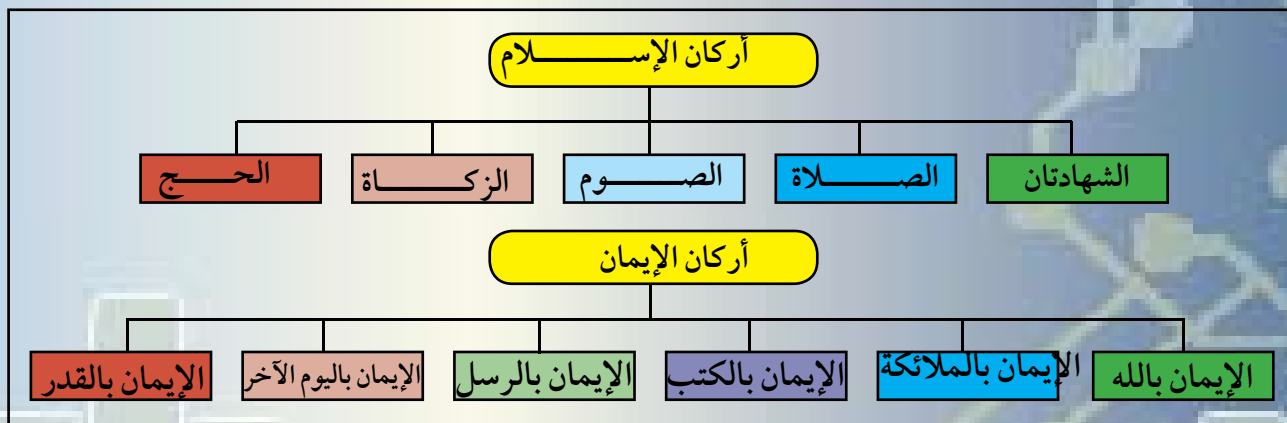 أركان الإسلام
الشهادتان الصلاة الصوم الزكاة الحج
أركان الإيمان
الإيمان بالله الإيمان بالملائكة الإيمان بالكتب الإيمان بالرسل الإيمان باليوم الآخر الإيمان بالقدر